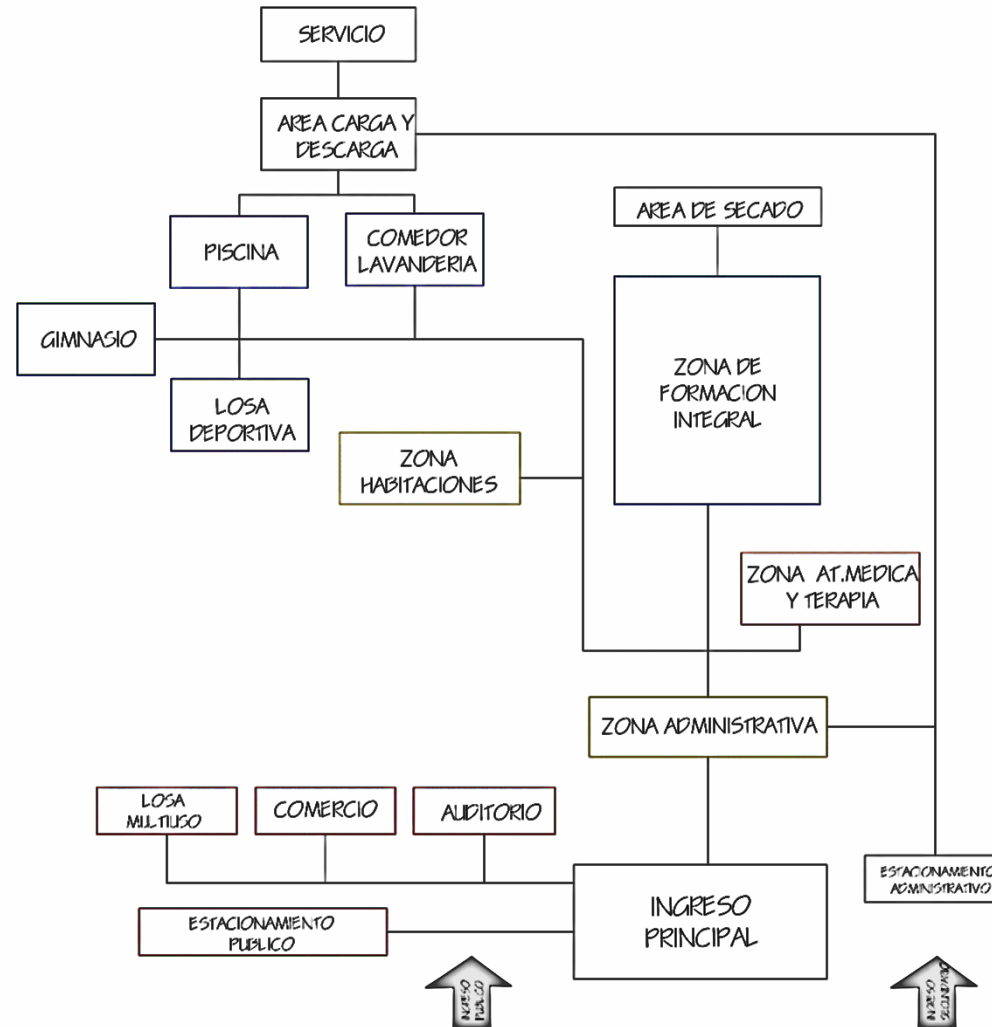 SERVICIO
AREA CARGA Y
DESCARGA
AREA DE SECADO
PISCINA
COMEDOR
LAVANDERIA
GIMNASIO
ZONA DE
FORMACION
INTEGRAL
LOSA
DEPORTIVA
ZONA
HABITACIONES
ZONA AT.MEDICA
Y TERAPIA
ZONA ADMINISTRATIVA
LOSA
MULTIUSO
COMERCIO
AUDITORIO
ESTACIONAMIENTO
ADMINISTRATIVO
INGRESO
PRINCIPAL
ESTACIONAMIENTO
PUBLICO
INGRESO
PUBLICO
INGRESO
SECUNDARIO